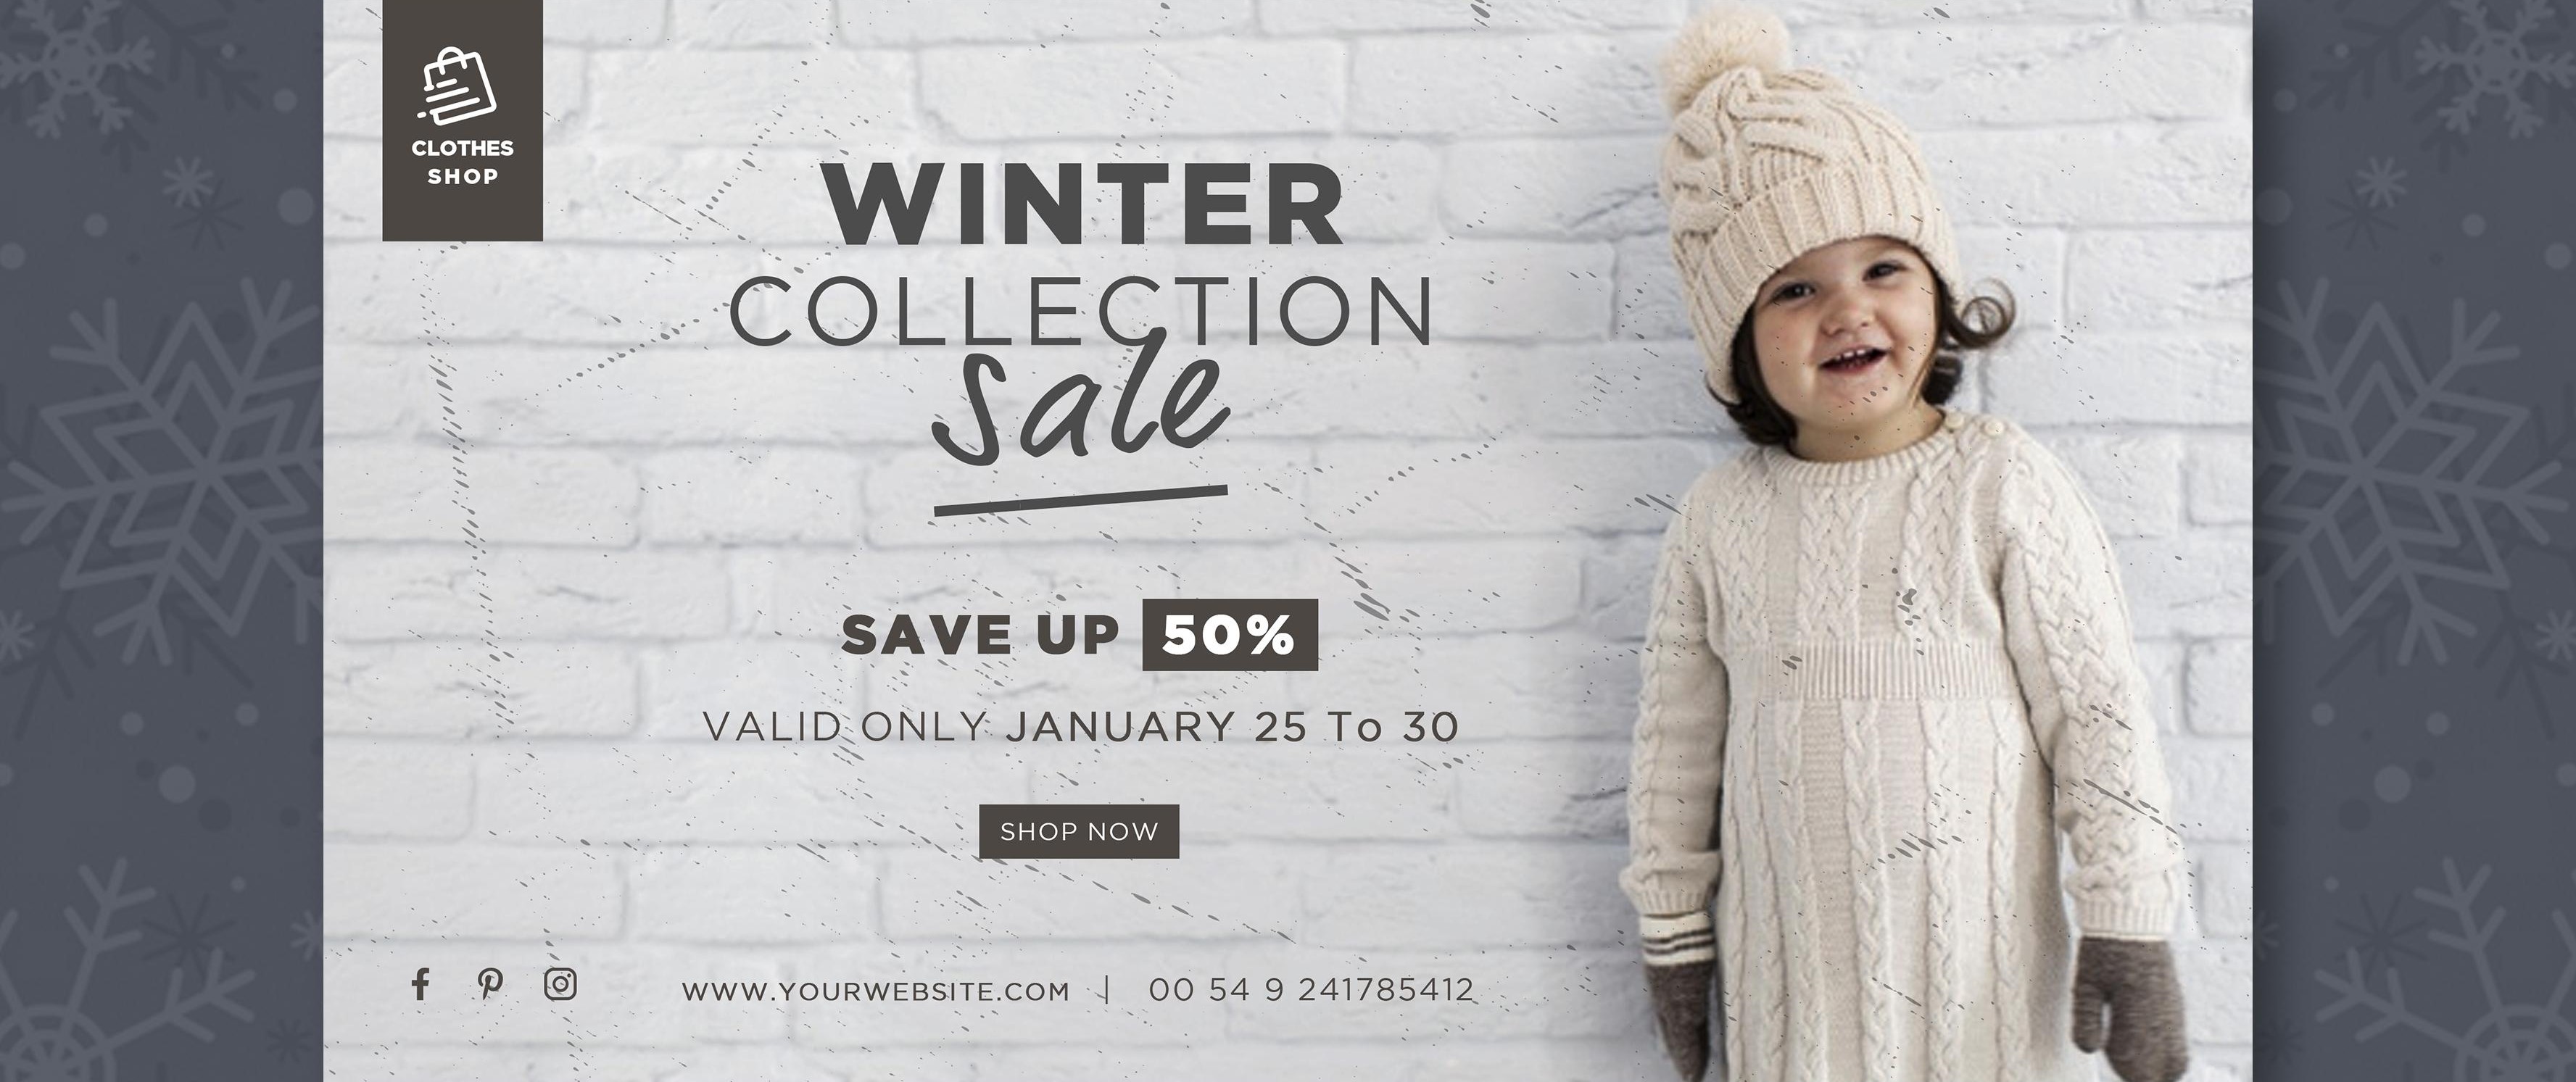 CLOTHES
SHOP
WINTER
COLLECTION
sale
SAVE UP 50%
VALID ONLY JANUARY 25 To 30
SHOP NOW
WWW.YOURWEBSITE.COM | 00 54 9 241785412